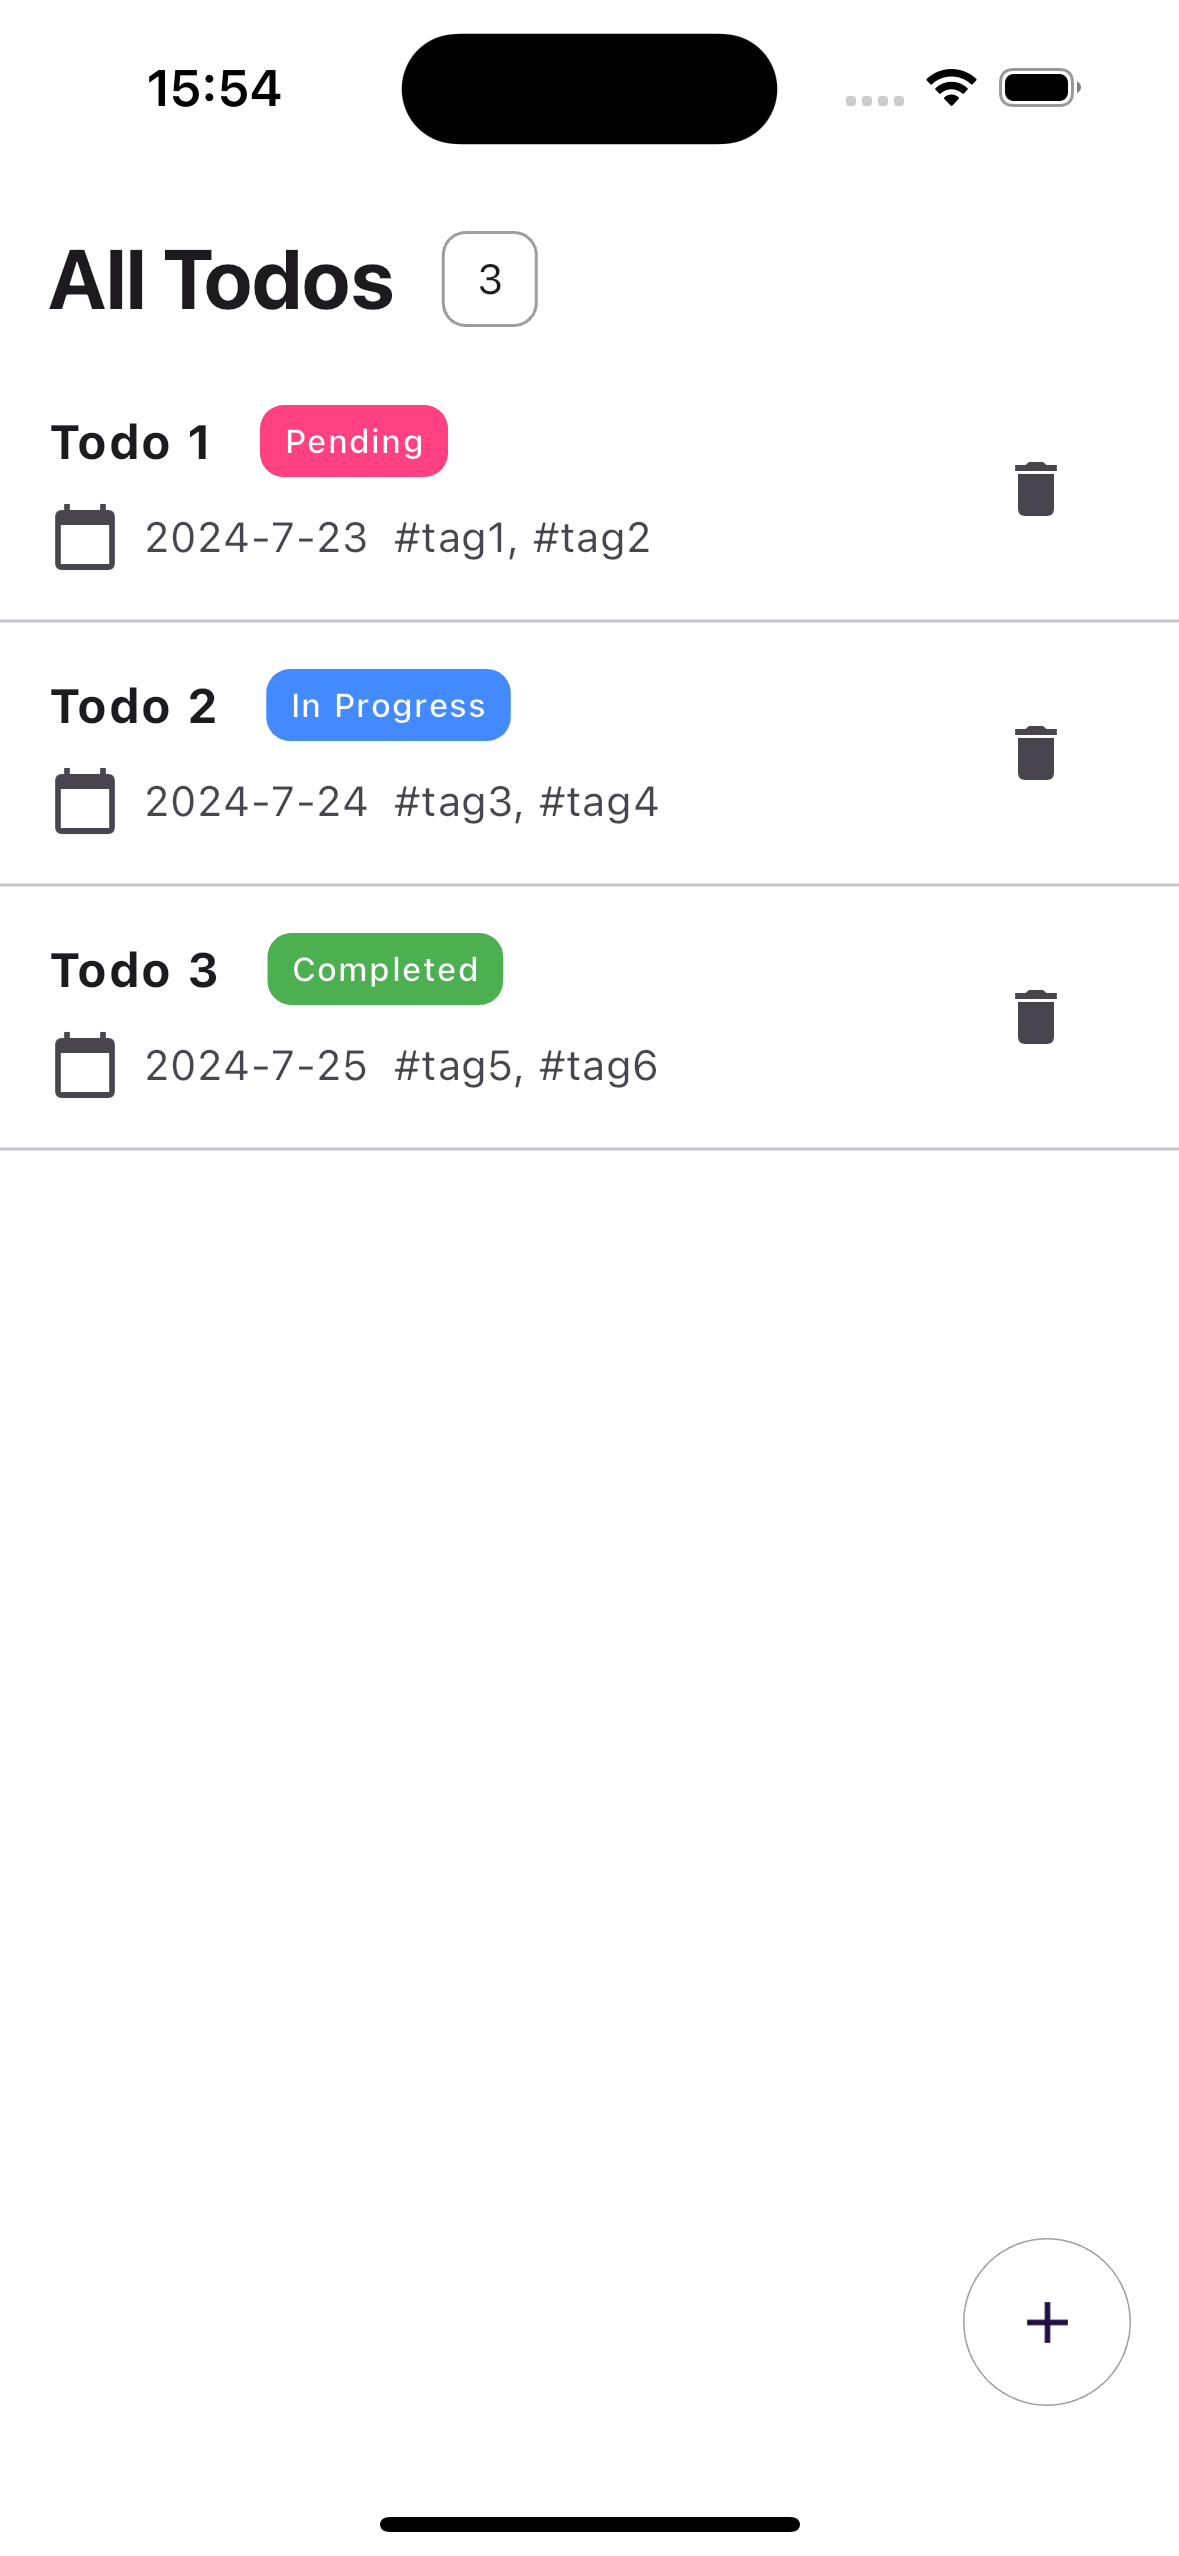 15:54
All Todos 3
Todo 1 Pending
2024-7-23 #tag1, #tag2
Todo 2 In Progress
2024-7-24 #tag3, #tag4
Todo 3 Completed
2024-7-25 #tag5, #tag6